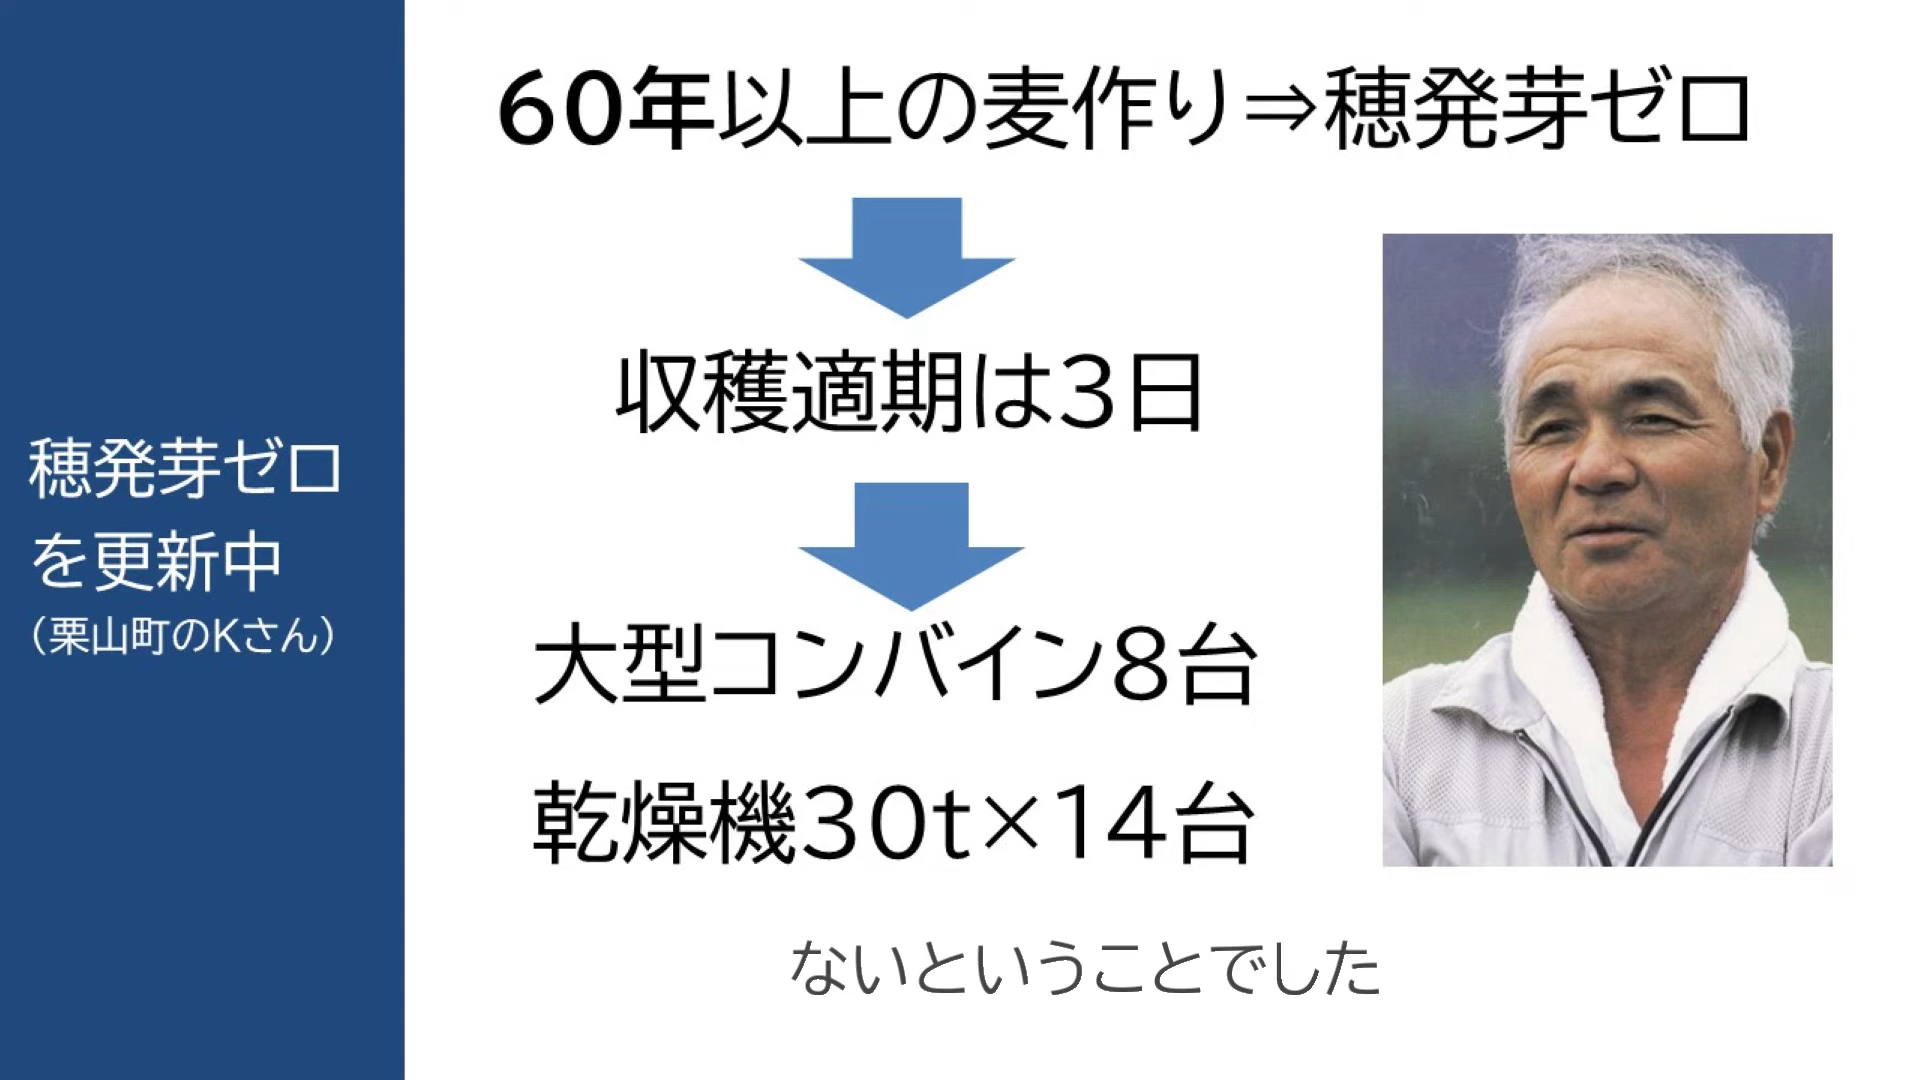 穂発芽ゼロ
を更新中
（栗山町のKさん）
60年以上の麦作り⇒穂発芽ゼロ
収穫適期は3日
大型コンバイン8台
乾燥機30t×14台
ないということでした